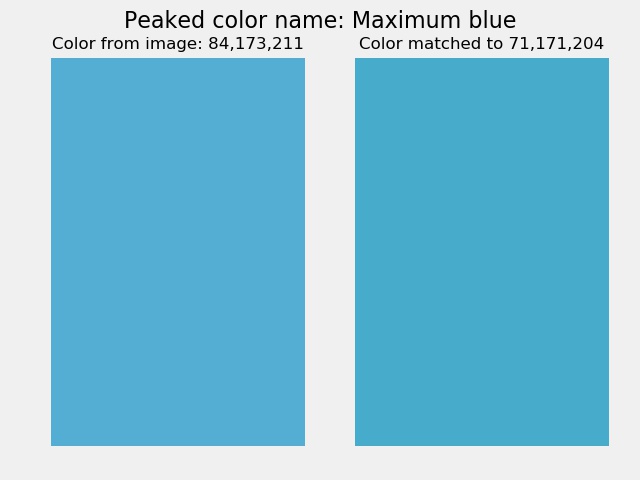 Peaked color name: Maximum blue
Color from image: 84,173,211
Color matched to 71,171,204